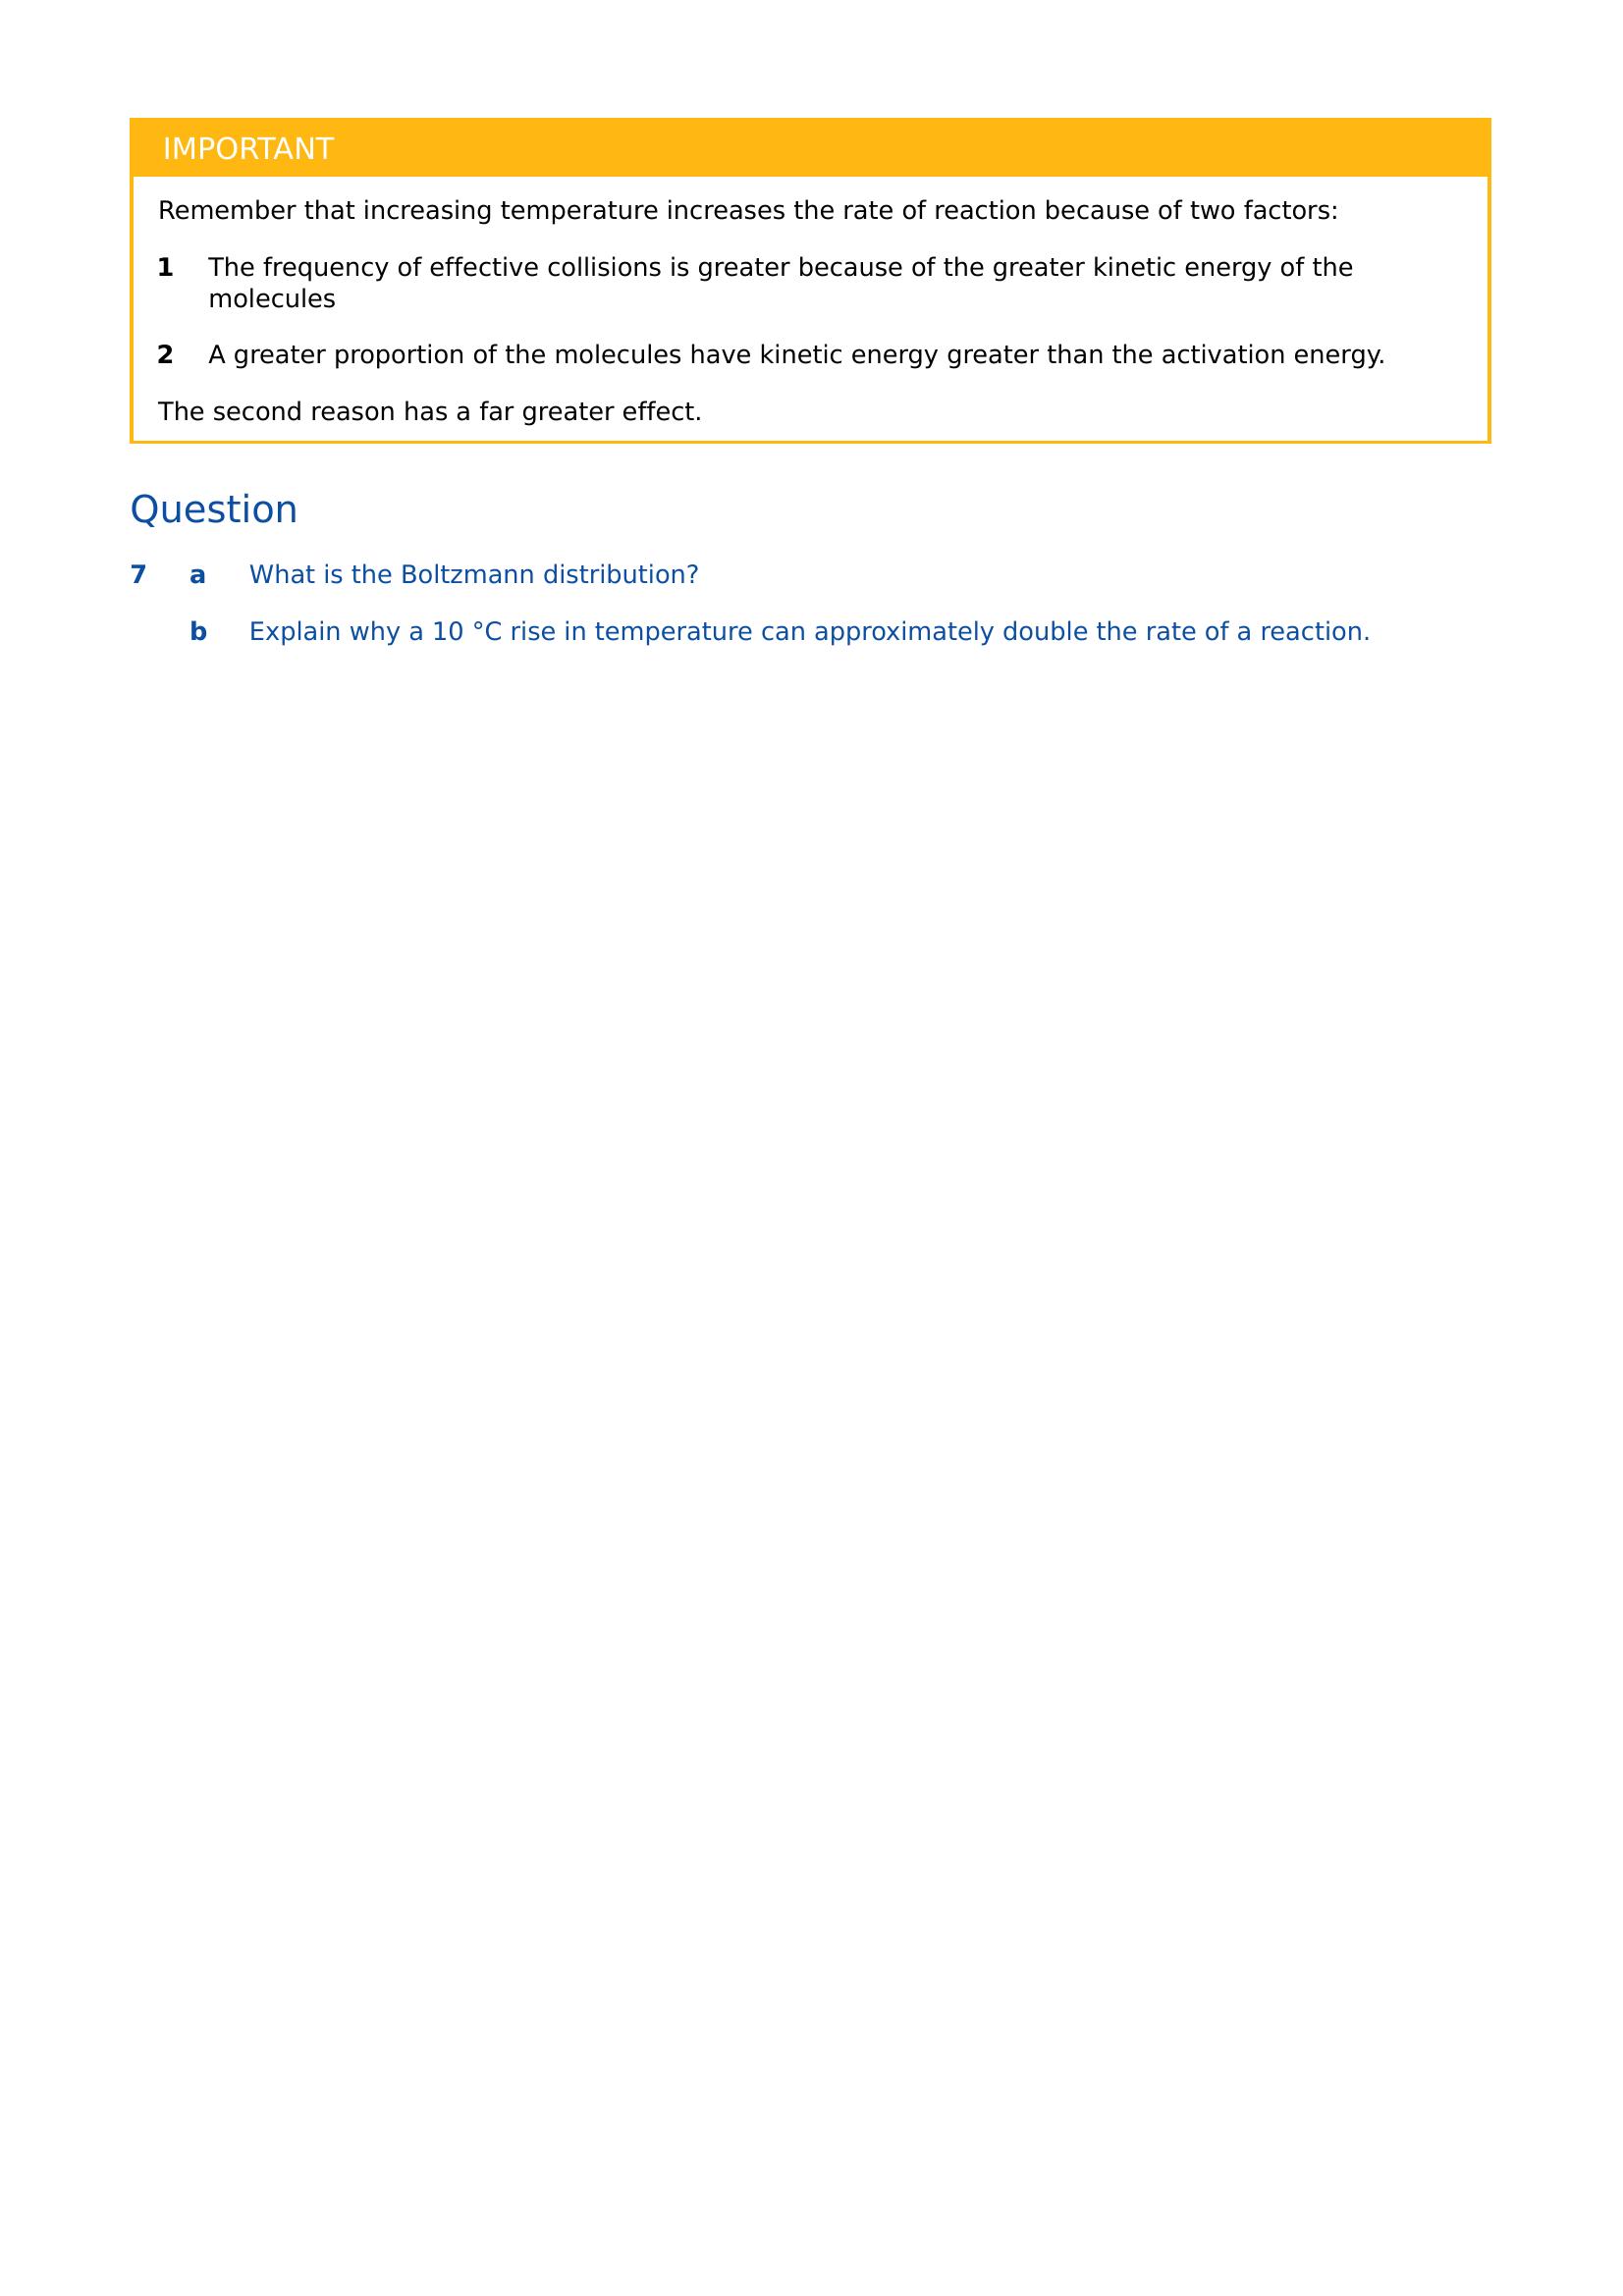 IMPORTANT
Remember that increasing temperature increases the rate of reaction because of two factors:
1 The frequency of effective collisions is greater because of the greater kinetic energy of the
molecules
2 A greater proportion of the molecules have kinetic energy greater than the activation energy.
The second reason has a far greater effect.
Question
7 a What is the Boltzmann distribution?
b Explain why a 10 °C rise in temperature can approximately double the rate of a reaction.